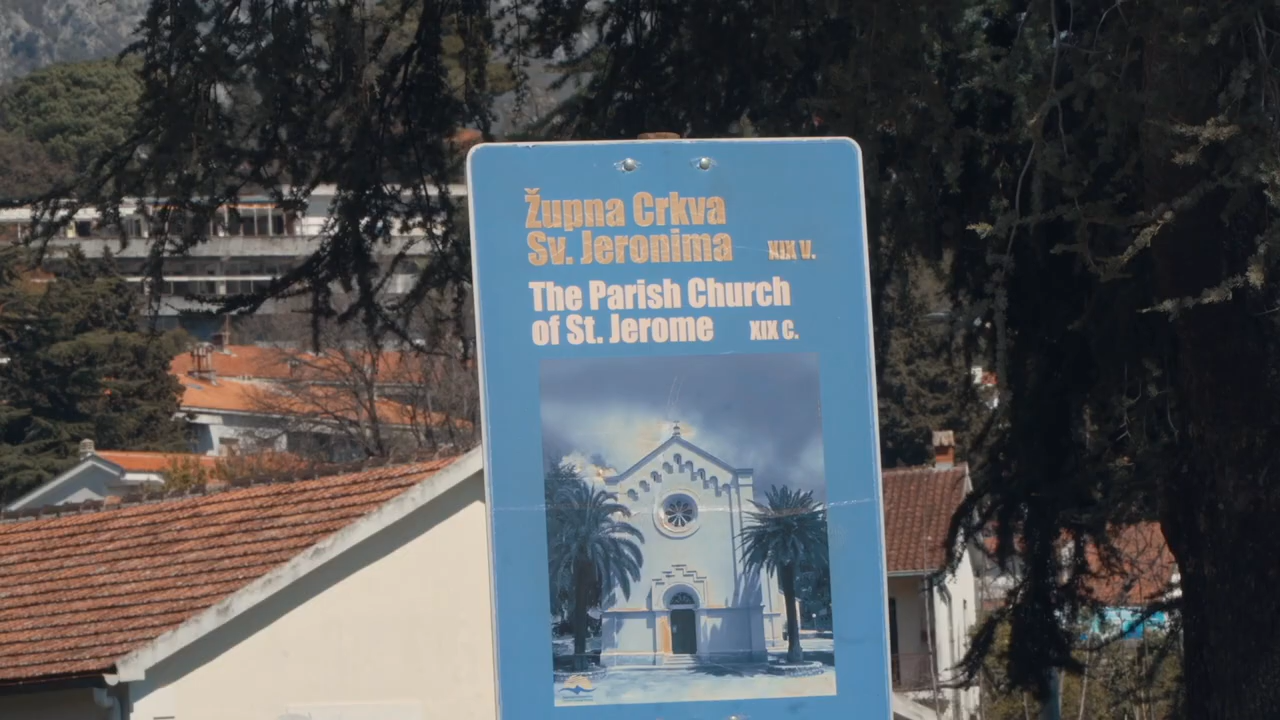 Župna Crkva
Sv. Jeronima XIX V.
The Parish Church
of St. Jerome XIX C.